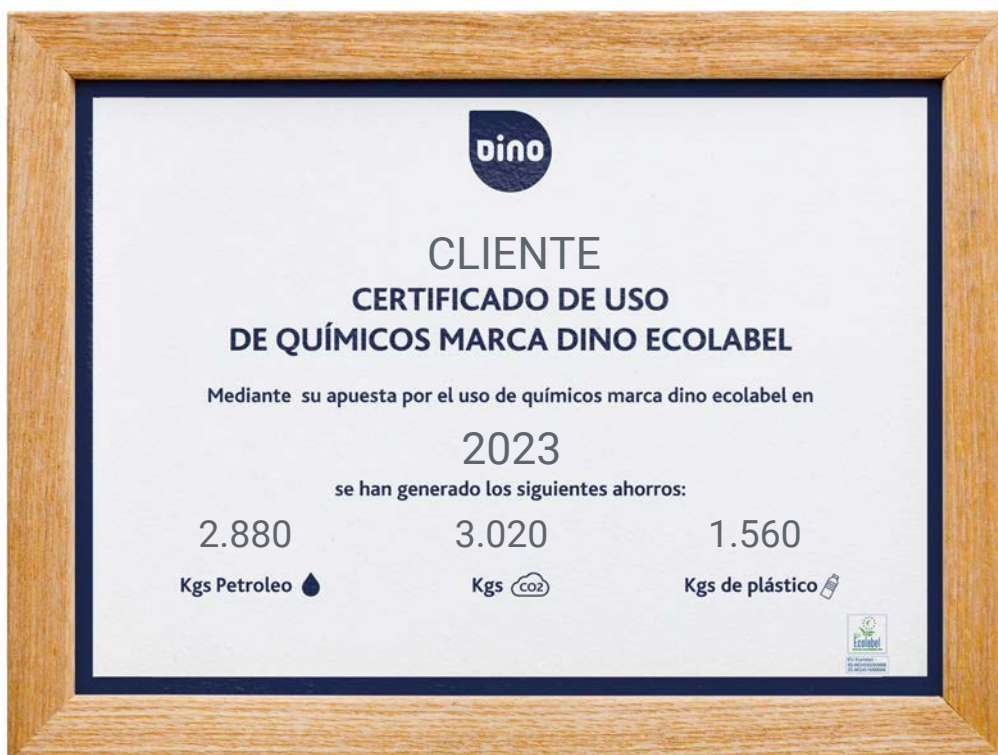 Dino
CLIENTE
CERTIFICADO DE USO
DE QUÍMICOS MARCA DINO ECOLABEL
Mediante su apuesta por el uso de químicos marca dino ecolabel en
2023
se han generado los siguientes ahorros:
2.880 3.020 1.560
Kgs Petroleo Kgs CO2 Kgs de plástico
Ecolabel
EU Ecolabel :